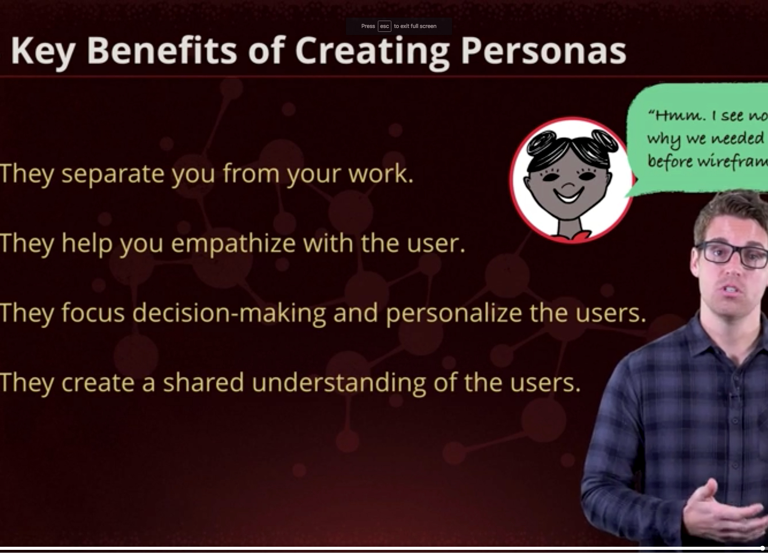 Press esc to exit full screen
Key Benefits of Creating Personas
"Hmm. I see no
why we needed
before wirefram
They separate you from your work.
They help you empathize with the user.
They focus decision-making and personalize the users.
They create a shared understanding of the users.